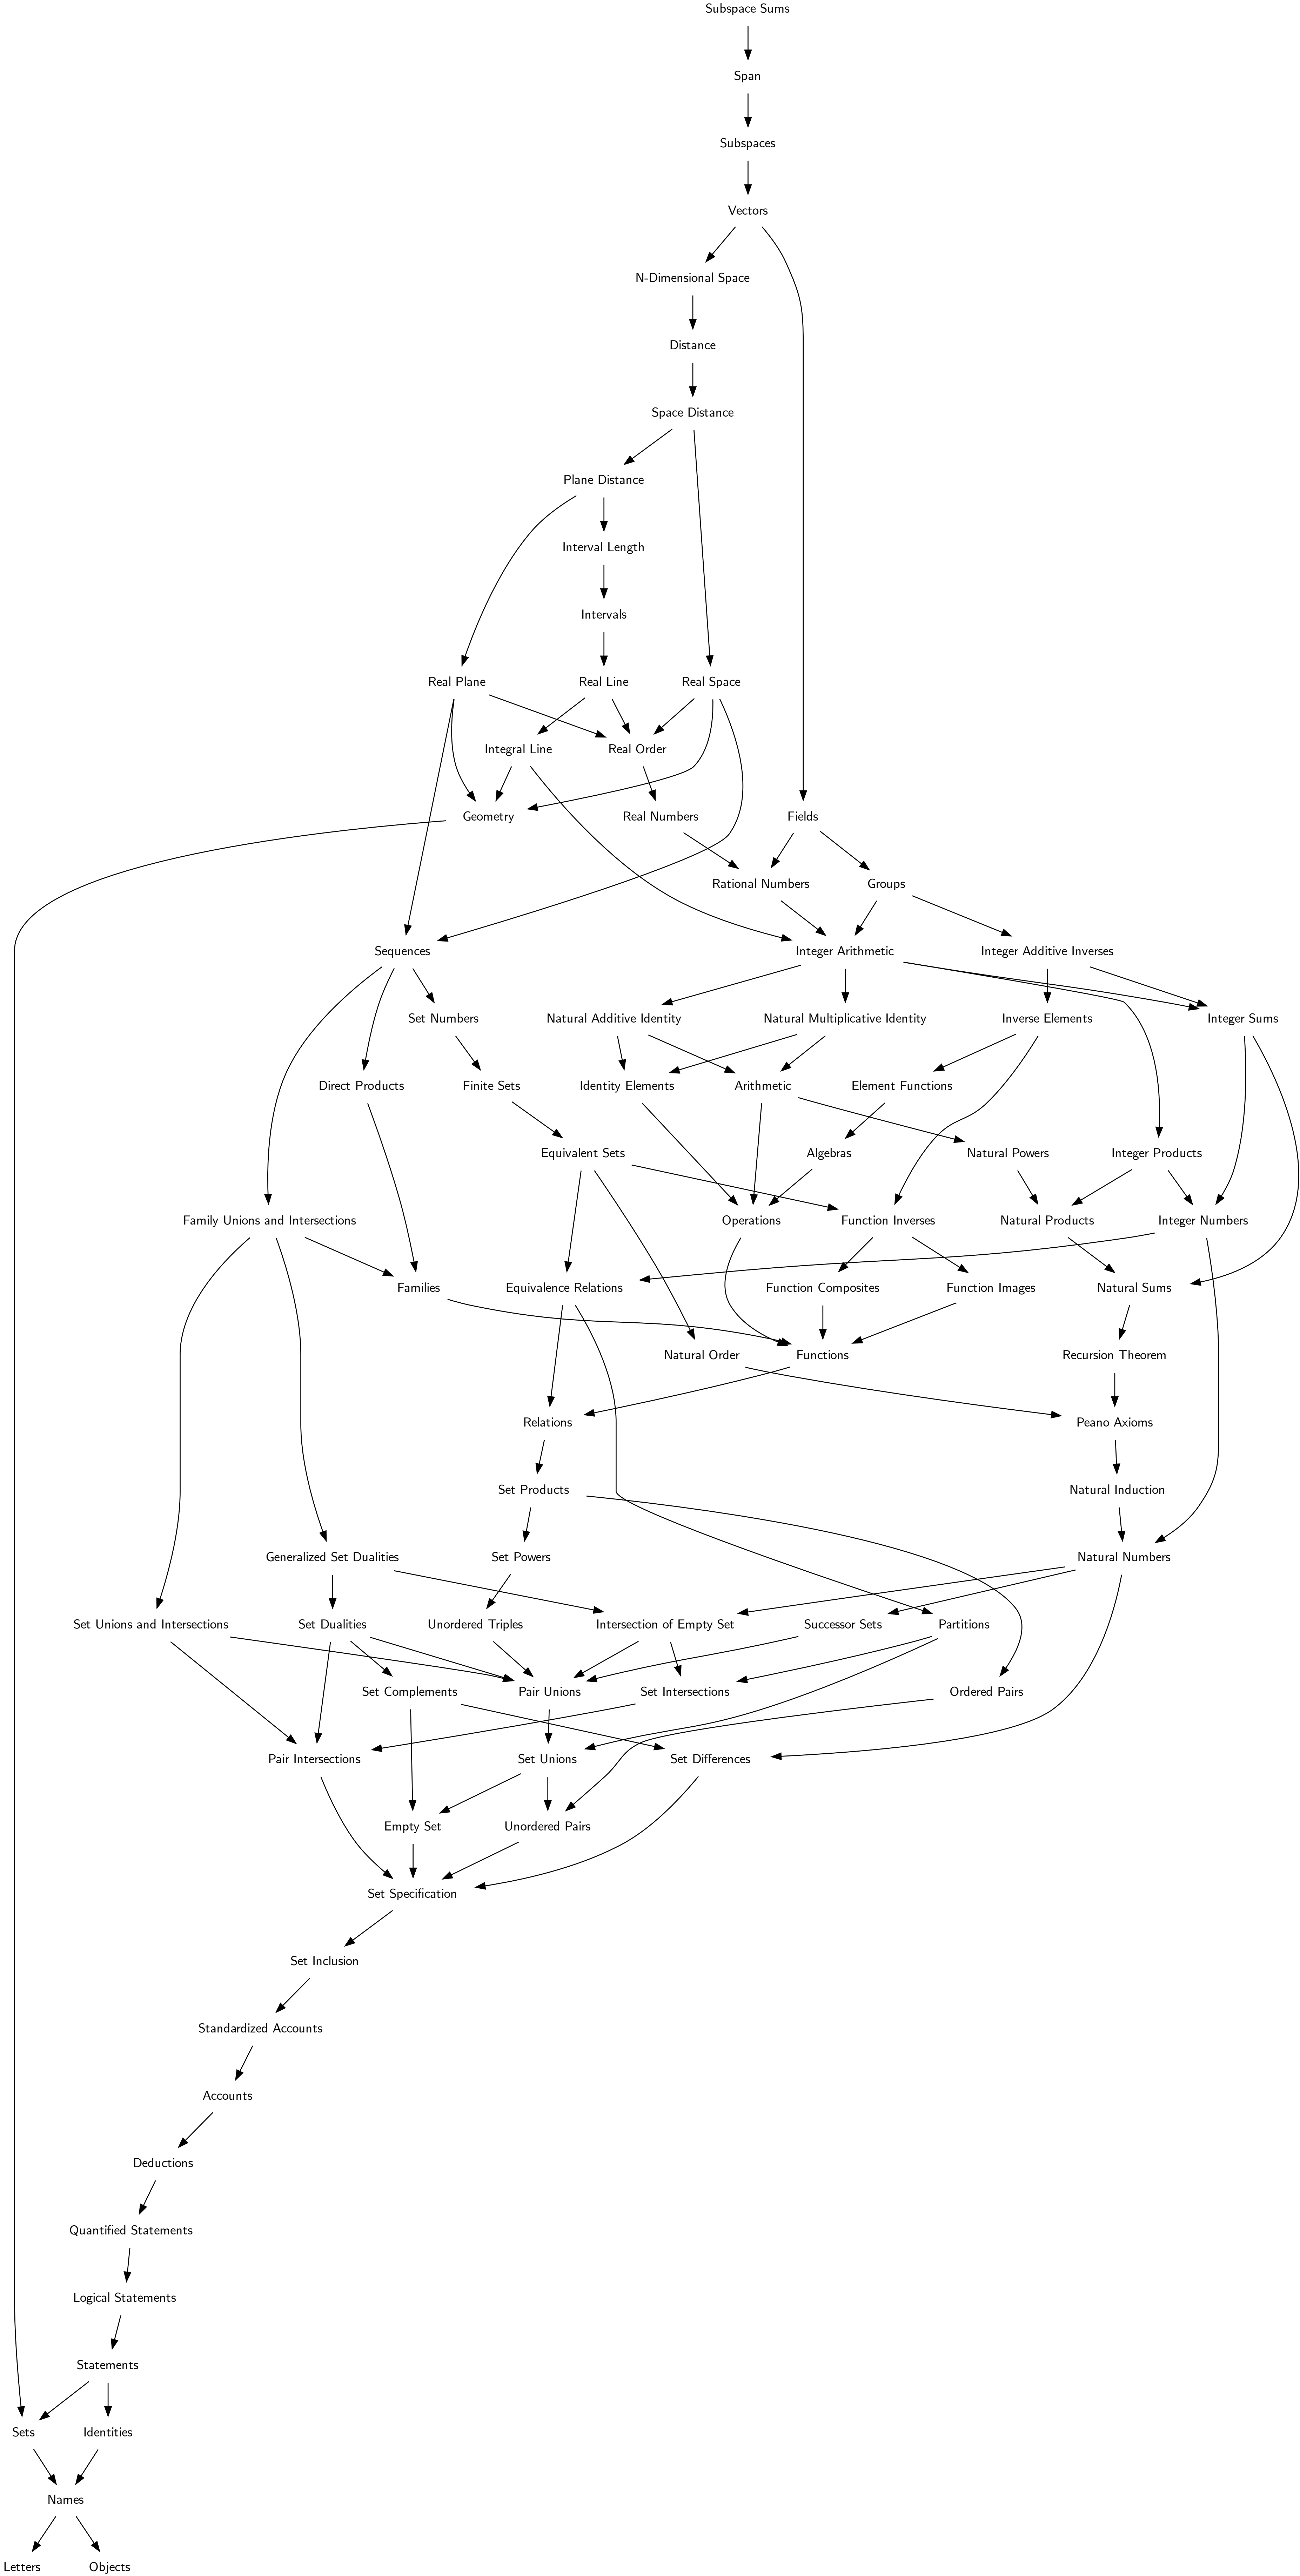 Subspace Sums
Span
Subspaces
Vectors
N-Dimensional Space
Distance
Space Distance
Plane Distance
Interval Length
Intervals
Real Plane
Real Line
Real Space
Integral Line
Real Order
Geometry
Real Numbers
Fields
Rational Numbers
Groups
Sequences
Integer Arithmetic
Integer Additive Inverses
Set Numbers
Natural Additive Identity
Natural Multiplicative Identity
Inverse Elements
Integer Sums
Direct Products
Finite Sets
Identity Elements
Arithmetic
Element Functions
Equivalent Sets
Algebras
Natural Powers
Integer Products
Family Unions and Intersections
Operations
Function Inverses
Natural Products
Integer Numbers
Families
Equivalence Relations
Function Composites
Function Images
Natural Sums
Natural Order
Functions
Recursion Theorem
Relations
Peano Axioms
Set Products
Natural Induction
Generalized Set Dualities
Set Powers
Natural Numbers
Set Unions and Intersections
Set Dualities
Unordered Triples
Intersection of Empty Set
Successor Sets
Partitions
Set Complements
Pair Unions
Set Intersections
Ordered Pairs
Pair Intersections
Set Unions
Set Differences
Empty Set
Unordered Pairs
Set Specification
Set Inclusion
Standardized Accounts
Accounts
Deductions
Quantified Statements
Logical Statements
Statements
Sets
Identities
Names
Letters
Objects